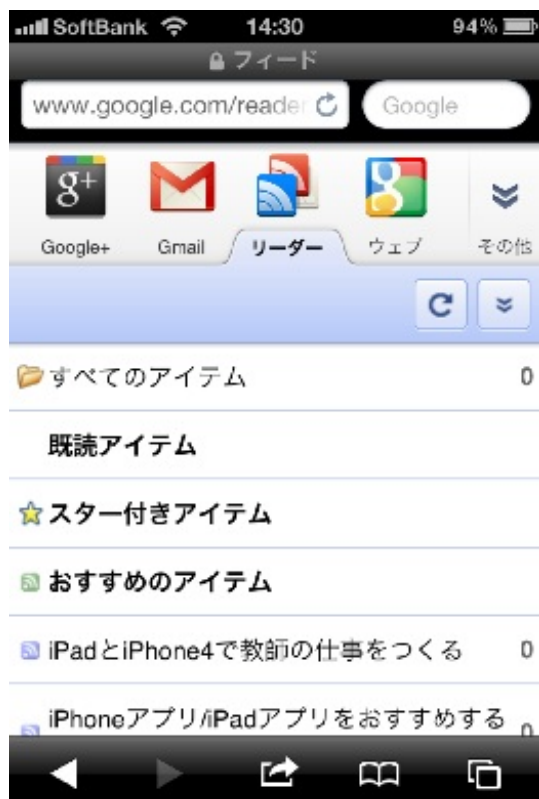 SoftBank 14:30 94%
フィード
www.google.com/reader Google
g+
Google+ Gmail リーダー ウェブ その他
すべてのアイテム 0
既読アイテム
スター付きアイテム
おすすめのアイテム
iPadとiPhone4で教師の仕事をつくる 0
iPhoneアプリ/iPadアプリをおすすめする 0